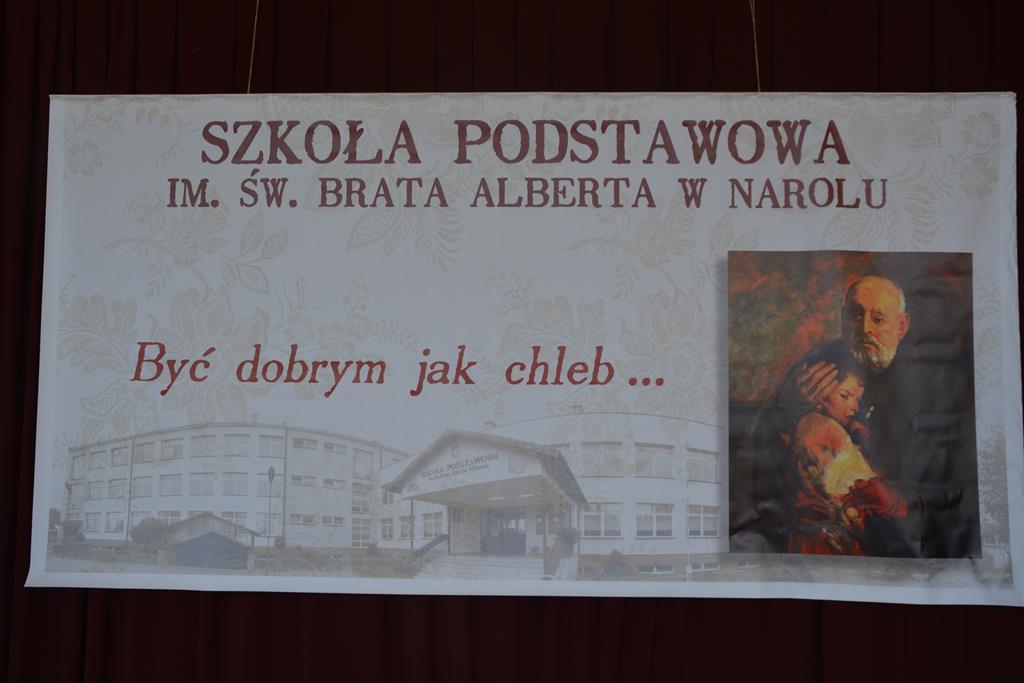 SZKOŁA PODSTAWOWA
IM. ŚW. BRATA ALBERTA W NAROLU
Być dobrym jak chleb...
SZKOŁA PODSTAWOWA